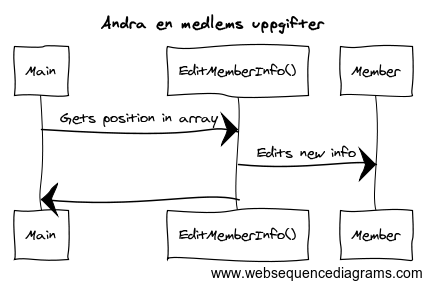 Andra en medlems uppgifter
Main
EditMemberInfo()
Member
Gets position in array
Edits new info
Main
EditMemberInfo()
Member
www.websequencediagrams.com